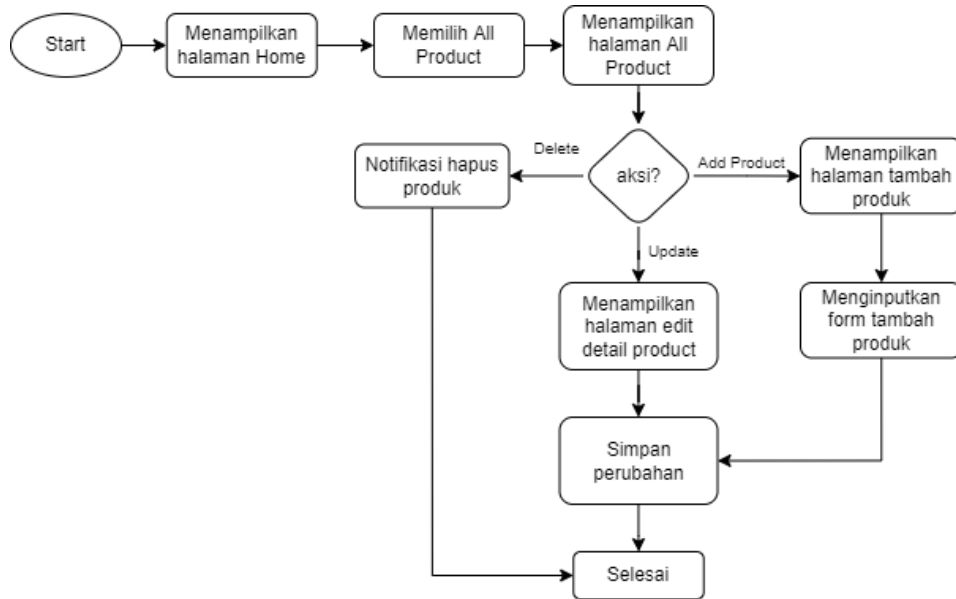 Start
Menampilkan
halaman Home
Memilih All
Product
Menampilkan
halaman All
Product
Delete
Notifikasi hapus
produk
aksi?
Add Product
Menampilkan
halaman tambah
produk
Update
Menampilkan
halaman edit
detail product
Menginputkan
form tambah
produk
Simpan
perubahan
Selesai